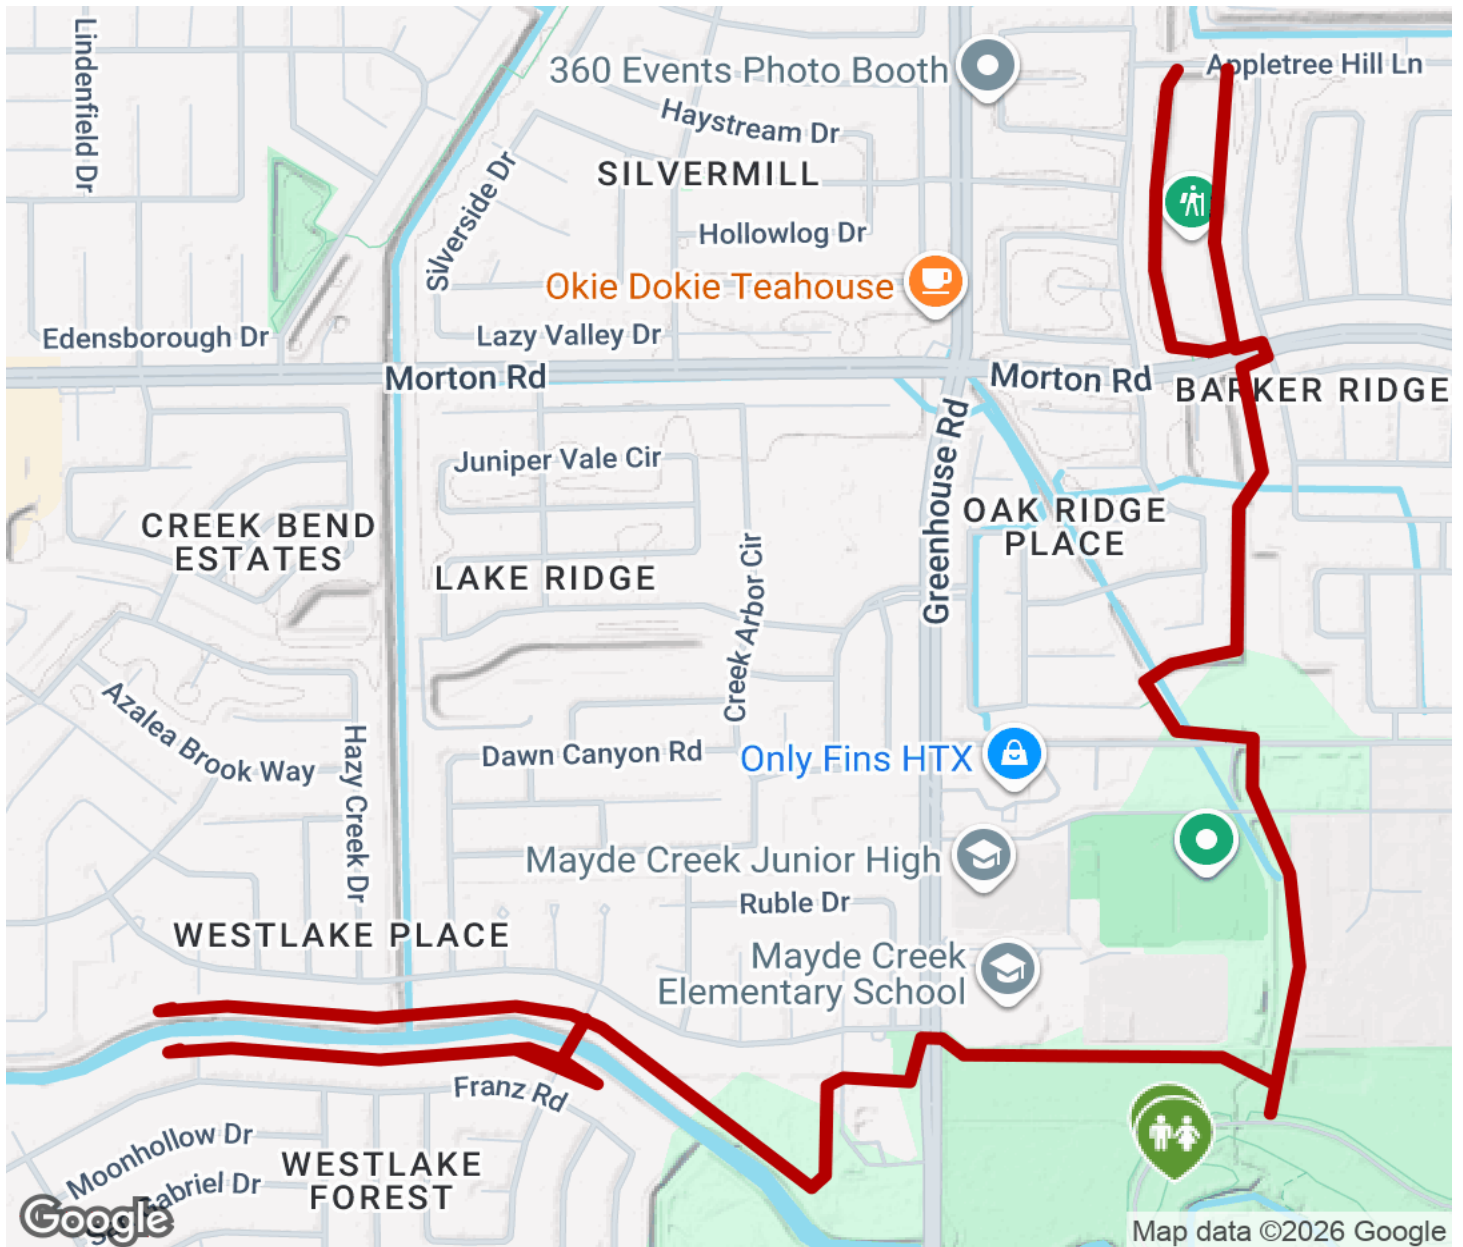 Lindenfield Dr
360 Events Photo Booth
Appletree Hill Ln
Haystream Dr
SILVERMILL
Silverside Dr
Hollowlog Dr
Okie Dokie Teahouse
Edensborough Dr
Lazy Valley Dr
Morton Rd
Morton Rd
BARKER RIDGE
Greenhouse Rd
Juniper Vale Cir
OAK RIDGE
PLACE
CREEK BEND
ESTATES
LAKE RIDGE
Creek Arbor Cir
Azalea Brook Way
Hazy Creek Dr
Dawn Canyon Rd
Only Fins HTX
Mayde Creek Junior High
Ruble Dr
WESTLAKE PLACE
Mayde Creek
Elementary School
Franz Rd
Moonhollow Dr
WESTLAKE
FOREST
Gabriel Dr
Google
Map data ©2026 Google